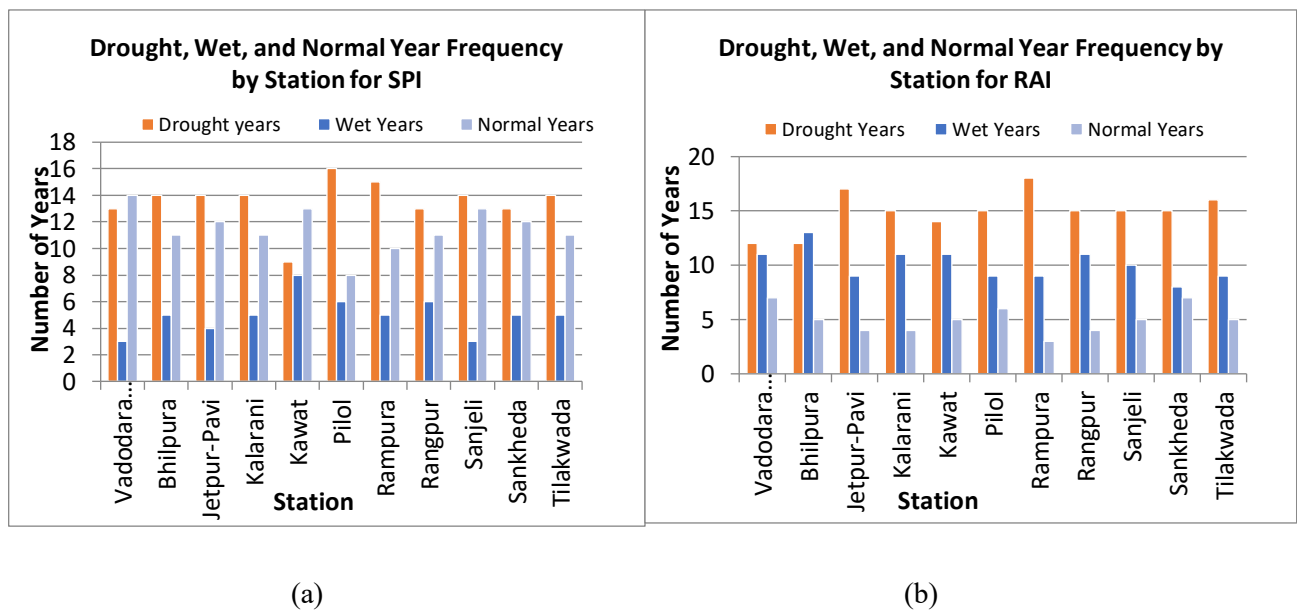 Drought, Wet, and Normal Year Frequency
by Station for SPI
Drought years
Wet Years
Normal Years
Number of Years
18
16
14
12
10
8
6
4
2
0
Vadodara…
Bhilpura
Jetpur-Pavi
Kalarani
Kawat
Pilol
Rampura
Rangpur
Sanjeli
Sankheda
Tilakwada
Station
(a)
Drought, Wet, and Normal Year Frequency by
Station for RAI
Drought Years
Wet Years
Normal Years
Number of Years
20
15
10
5
0
Vadodara…
Bhilpura
Jetpur-Pavi
Kalarani
Kawat
Pilol
Rampura
Rangpur
Sanjeli
Sankheda
Tilakwada
Station
(b)